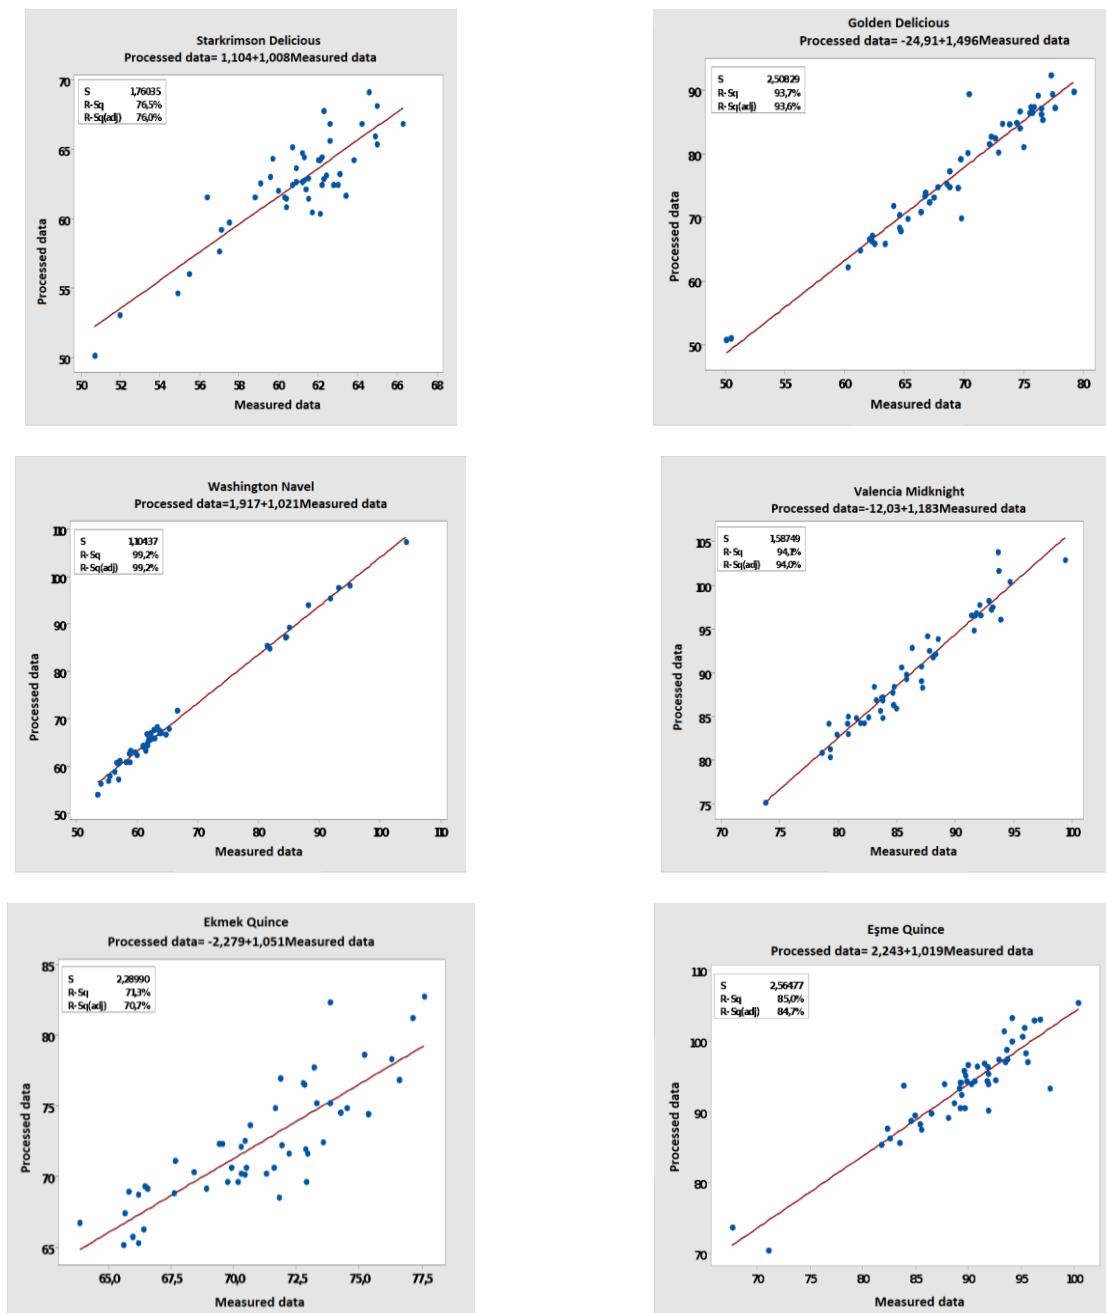 Starkrimson Delicious
Processed data= 1,104+1,008Measured data
S 1,76035
R-Sq 76,5%
R-Sq(adj) 76,0%
70
65
60
55
50
Processed data
50 52 54 56 58 60 62 64 66 68
Measured data
Golden Delicious
Processed data= -24,91+1,496Measured data
S 2,50829
R-Sq 93,7%
R-Sq(adj) 93,6%
90
80
70
60
50
Processed data
50 55 60 65 70 75 80
Measured data
Washington Navel
Processed data=1,917+1,021Measured data
S 1,10437
R-Sq 99,2%
R-Sq(adj) 99,2%
110
100
90
80
70
60
50
Processed data
50 60 70 80 90 100 110
Measured data
Valencia Midknight
Processed data=-12,03+1,183Measured data
S 1,58749
R-Sq 94,1%
R-Sq(adj) 94,0%
105
100
95
90
85
80
75
Processed data
70 75 80 85 90 95 100
Measured data
Ekmek Quince
Processed data= -2,279+1,051Measured data
S 2,28990
R-Sq 71,3%
R-Sq(adj) 70,7%
85
80
75
70
65
Processed data
65,0 67,5 70,0 72,5 75,0 77,5
Measured data
Eşme Quince
Processed data= 2,243+1,019Measured data
S 2,56477
R-Sq 85,0%
R-Sq(adj) 84,7%
110
100
90
80
70
Processed data
70 75 80 85 90 95 100
Measured data